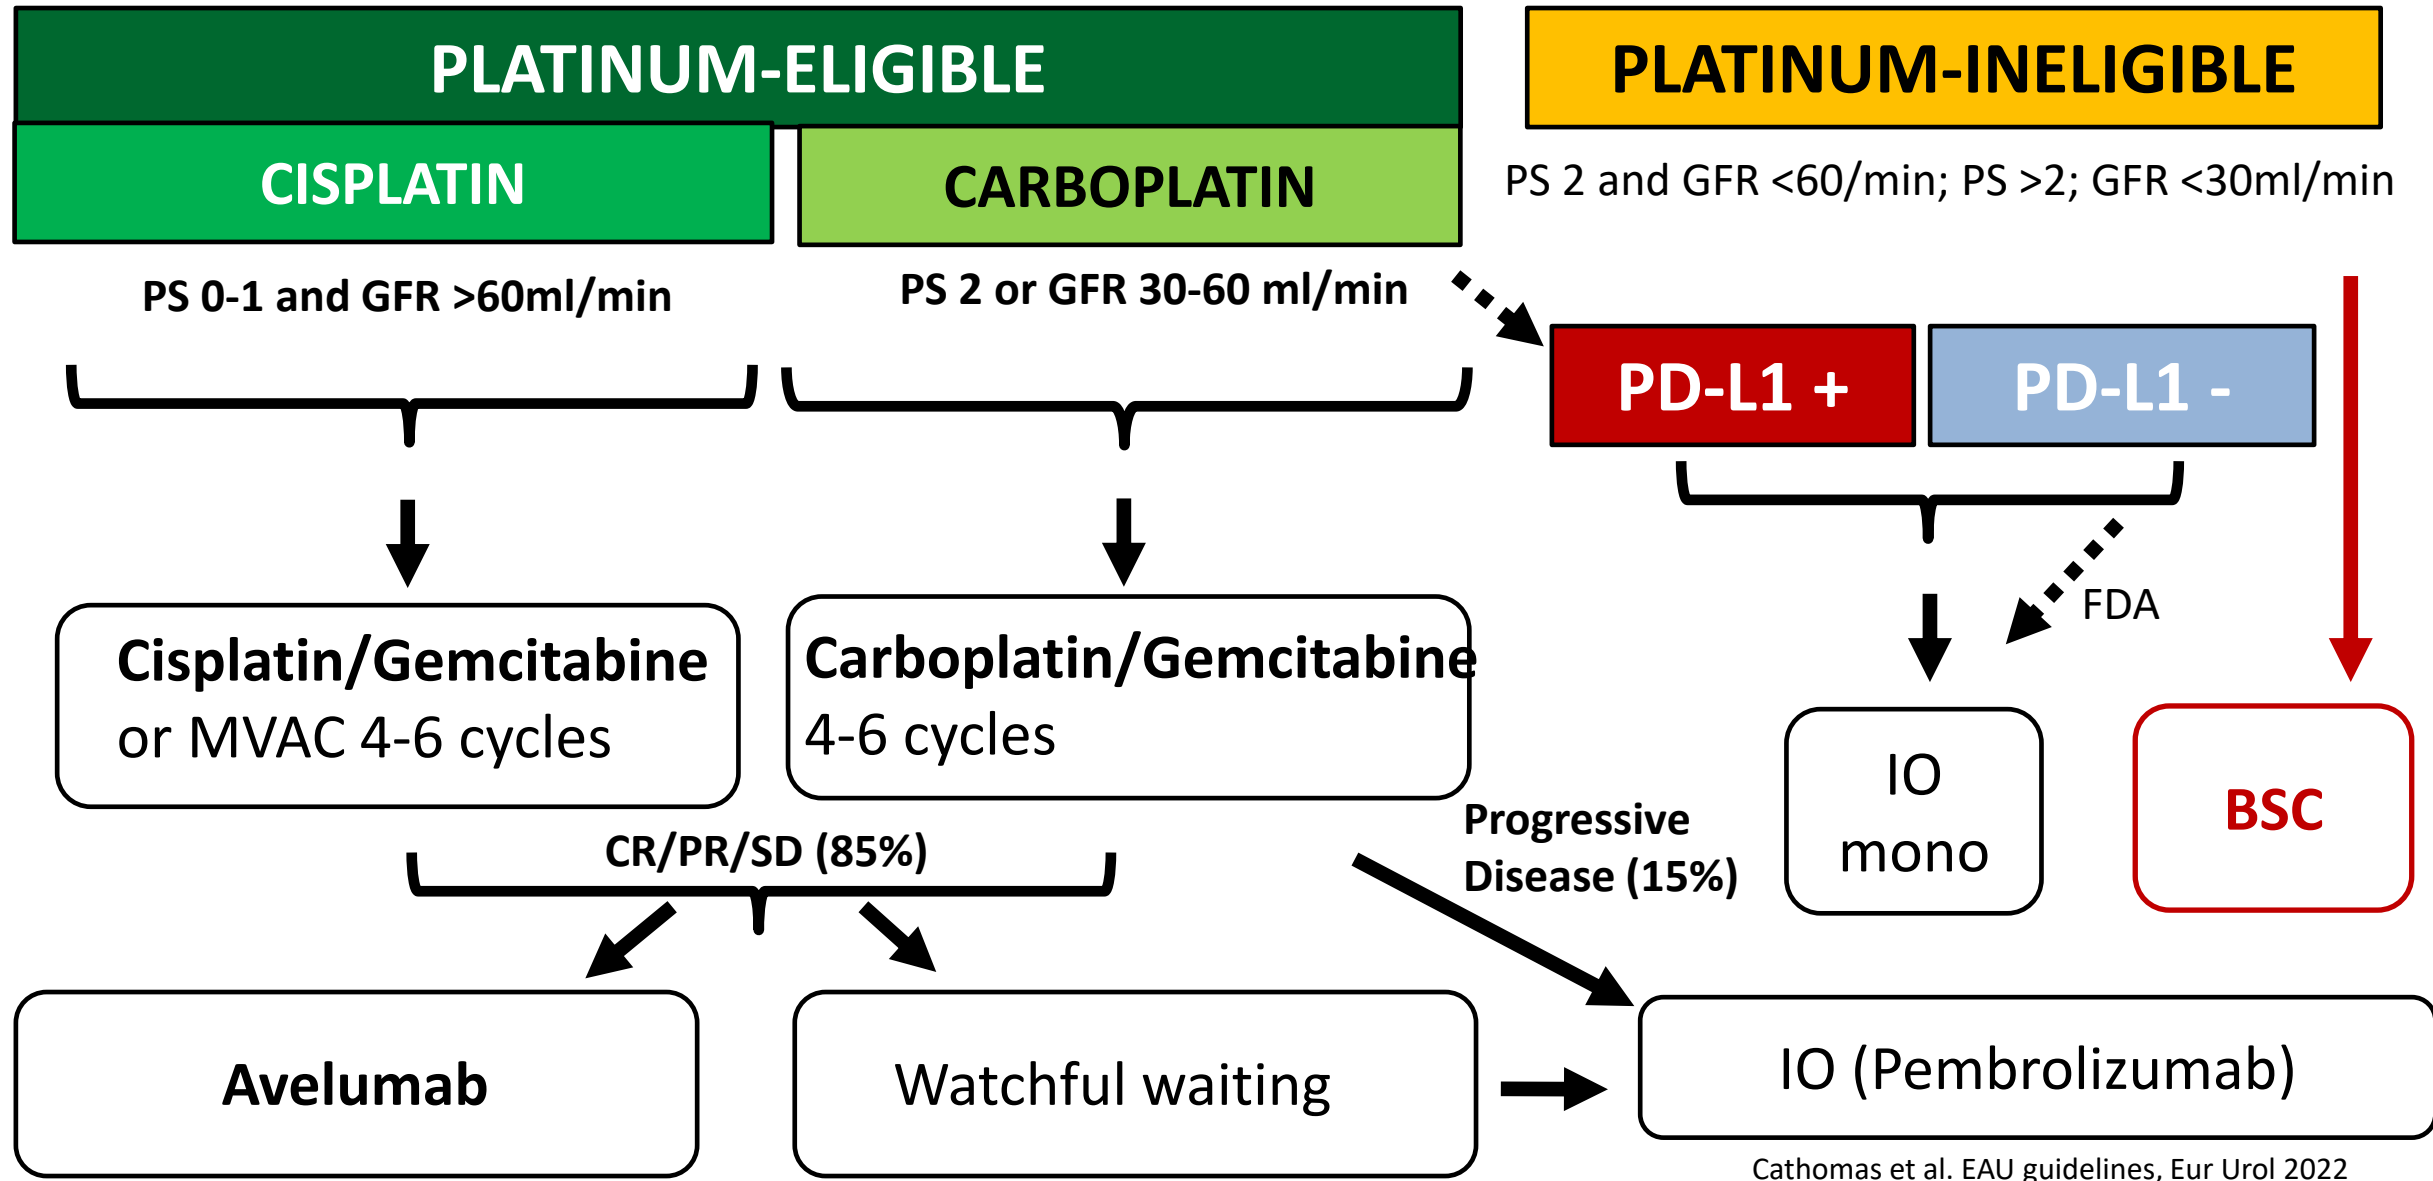 PLATINUM-ELIGIBLE
PLATINUM-INELIGIBLE
CISPLATIN
CARBOPLATIN
PS 2 and GFR <60/min; PS >2; GFR <30ml/min
PS 0-1 and GFR >60ml/min
PS 2 or GFR 30-60 ml/min
PD-L1 +
PD-L1 -
FDA
Cisplatin/Gemcitabine
or MVAC 4-6 cycles
Carboplatin/Gemcitabine
4-6 cycles
IO
mono
BSC
CR/PR/SD (85%)
Progressive
Disease (15%)
Avelumab
Watchful waiting
IO (Pembrolizumab)
Cathomas et al. EAU guidelines, Eur Urol 2022